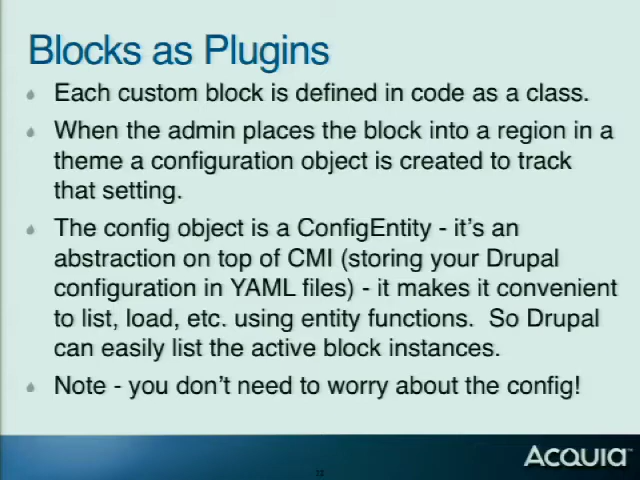 Blocks as Plugins
Each custom block is defined in code as a class.
When the admin places the block into a region in a
theme a configuration object is created to track
that setting.
The config object is a ConfigEntity - it's an
abstraction on top of CMI (storing your Drupal
configuration in YAML files) - it makes it convenient
to list, load, etc. using entity functions.  So Drupal
can easily list the active block instances.
Note - you don't need to worry about the config!
ACQUIA